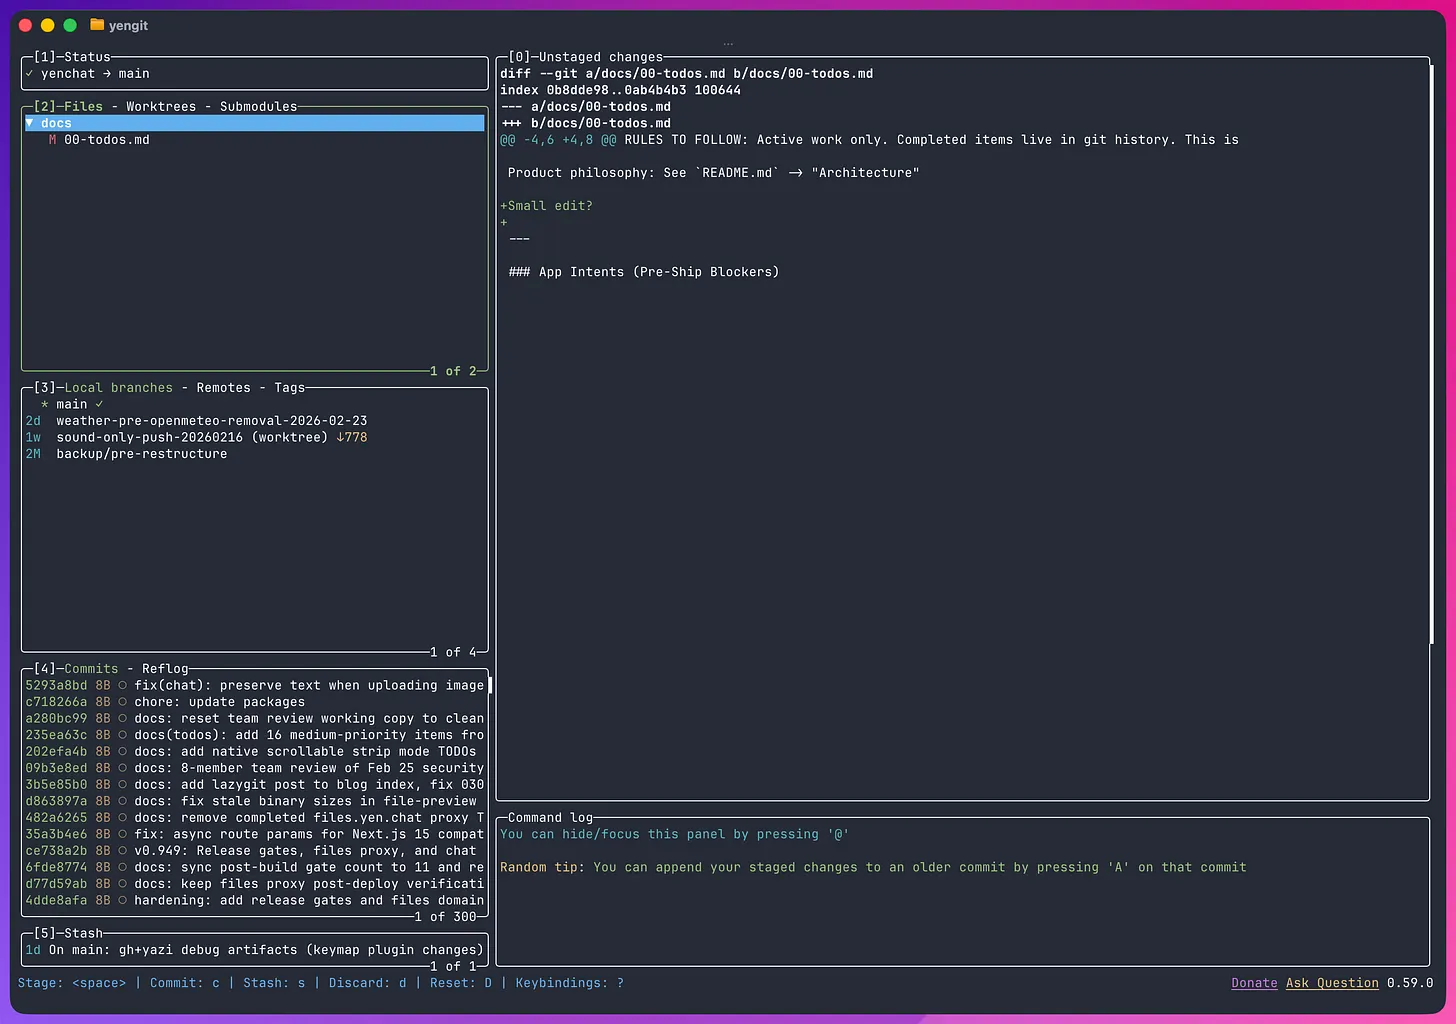 yengit
...
[1]─Status
✓ yenchat → main
[2]─Files - Worktrees - Submodules
▼ docs
M 00-todos.md
1 of 2
[3]─Local branches - Remotes - Tags
* main ✓
2d weather-pre-openmeteo-removal-2026-02-23
1w sound-only-push-20260216 (worktree) ↓778
2M backup/pre-restructure
1 of 4
[4]─Commits - Reflog
5293a8bd 8B ○ fix(chat): preserve text when uploading image
c718266a 8B ○ chore: update packages
a280bc99 8B ○ docs: reset team review working copy to clean
235ea63c 8B ○ docs(todos): add 16 medium-priority items fro
202efa4b 8B ○ docs: add native scrollable strip mode TODOs
09b3e8ed 8B ○ docs: 8-member team review of Feb 25 security
3b5e85b0 8B ○ docs: add lazygit post to blog index, fix 030
d863897a 8B ○ docs: fix stale binary sizes in file-preview
482a6265 8B ○ docs: remove completed files.yen.chat proxy T
35a3b4e6 8B ○ fix: async route params for Next.js 15 compat
ce738a2b 8B ○ v0.949: Release gates, files proxy, and chat
6fde8774 8B ○ docs: sync post-build gate count to 11 and re
d77d59ab 8B ○ docs: keep files proxy post-deploy verificati
4dde8afa 8B ○ hardening: add release gates and files domain
1 of 300
[5]─Stash
1d On main: gh+yazi debug artifacts (keymap plugin changes)
1 of 1
[0]─Unstaged changes
diff --git a/docs/00-todos.md b/docs/00-todos.md
index 0b8dde98..0ab4b4b3 100644
--- a/docs/00-todos.md
+++ b/docs/00-todos.md
@@ -4,6 +4,8 @@ RULES TO FOLLOW: Active work only. Completed items live in git history. This is
Product philosophy: See `README.md` → "Architecture"
+Small edit?
+
---
### App Intents (Pre-Ship Blockers)
Command log
You can hide/focus this panel by pressing '@'
Random tip: You can append your staged changes to an older commit by pressing 'A' on that commit
Stage: <space> | Commit: c | Stash: s | Discard: d | Reset: D | Keybindings: ?
Donate Ask Question 0.59.0